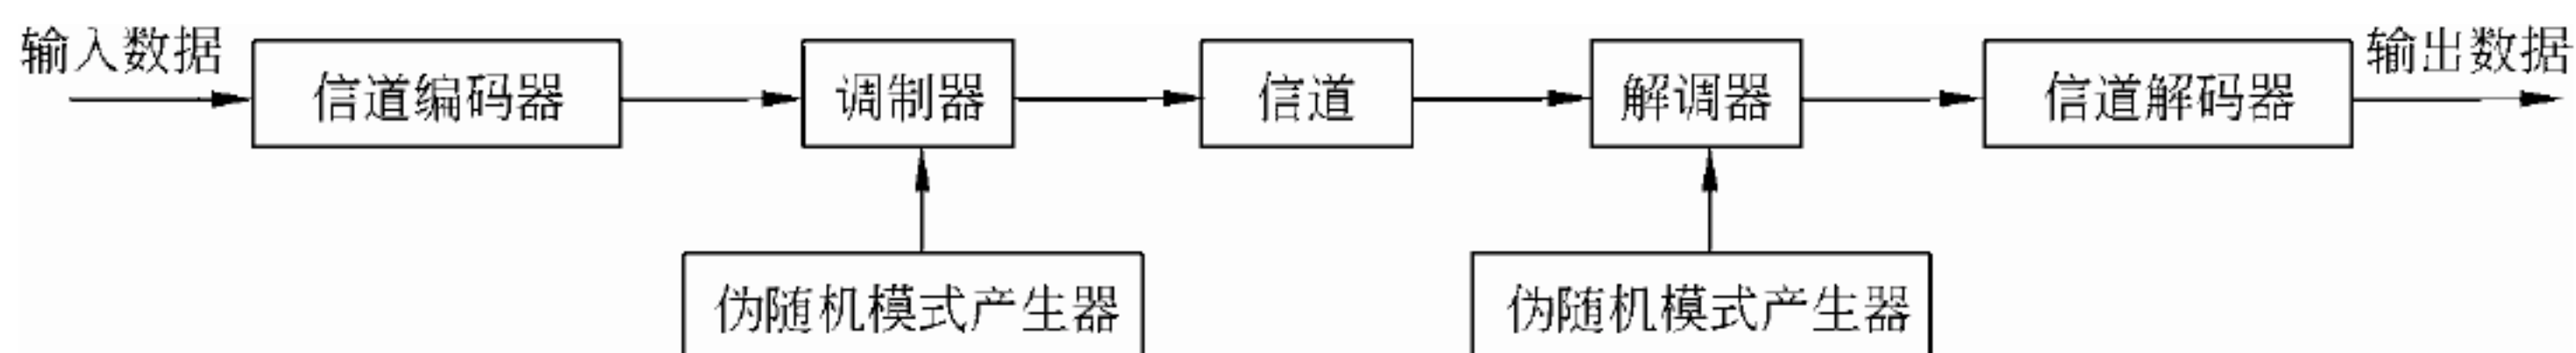 输入数据
信道编码器
调制器
信道
解调器
信道解码器
输出数据
伪随机模式产生器
伪随机模式产生器